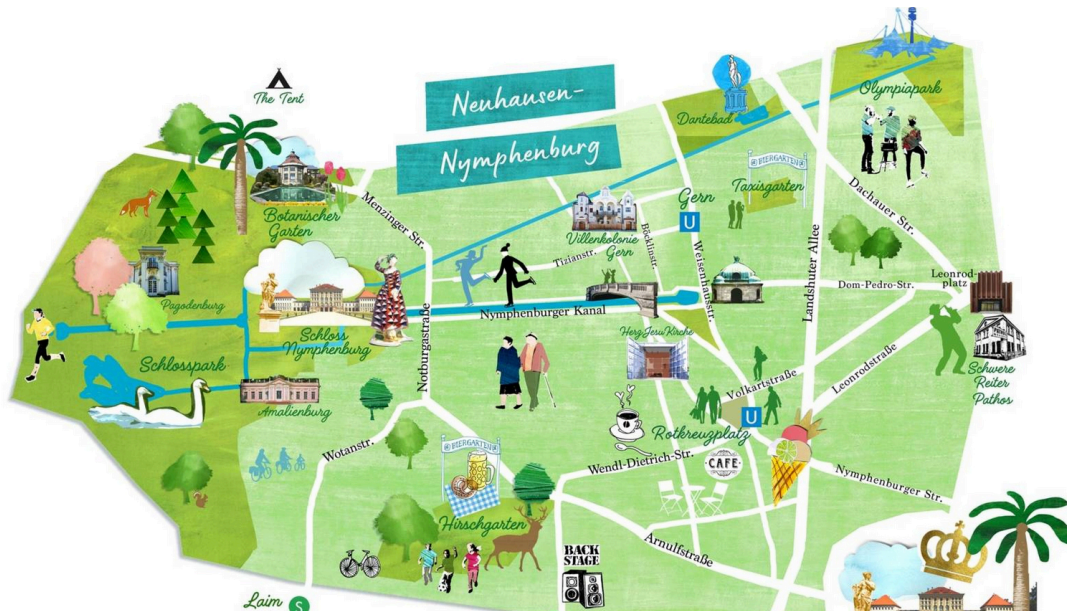 Neuhausen-
Nymphenburg
The Tent
Olympiapark
Dantebad
BIERGARTEN
Taxisgarten
Gern
U
Botanischer
Garten
Menzinger Str.
Villenkolonie
Gern
Böcklinstr.
Tizianstr.
Waisenhausstr.
Landshuter Allee
Dachauer Str.
Leonrod-
platz
Dom-Pedro-Str.
Pagodenburg
Schloss
Nymphenburg
Nymphenburger Kanal
Notburgastraße
Herz Jesu Kirche
Schlosspark
Amalienburg
Volkartstraße
Leonrodstraße
Schwere
Reiter
Pathos
U
Rotkreuzplatz
Wotanstr.
BIERGARTEN
Wendl-Dietrich-Str.
CAFE
Nymphenburger Str.
Hirschgarten
BACK
STAGE
Arnulfstraße
Laim
S